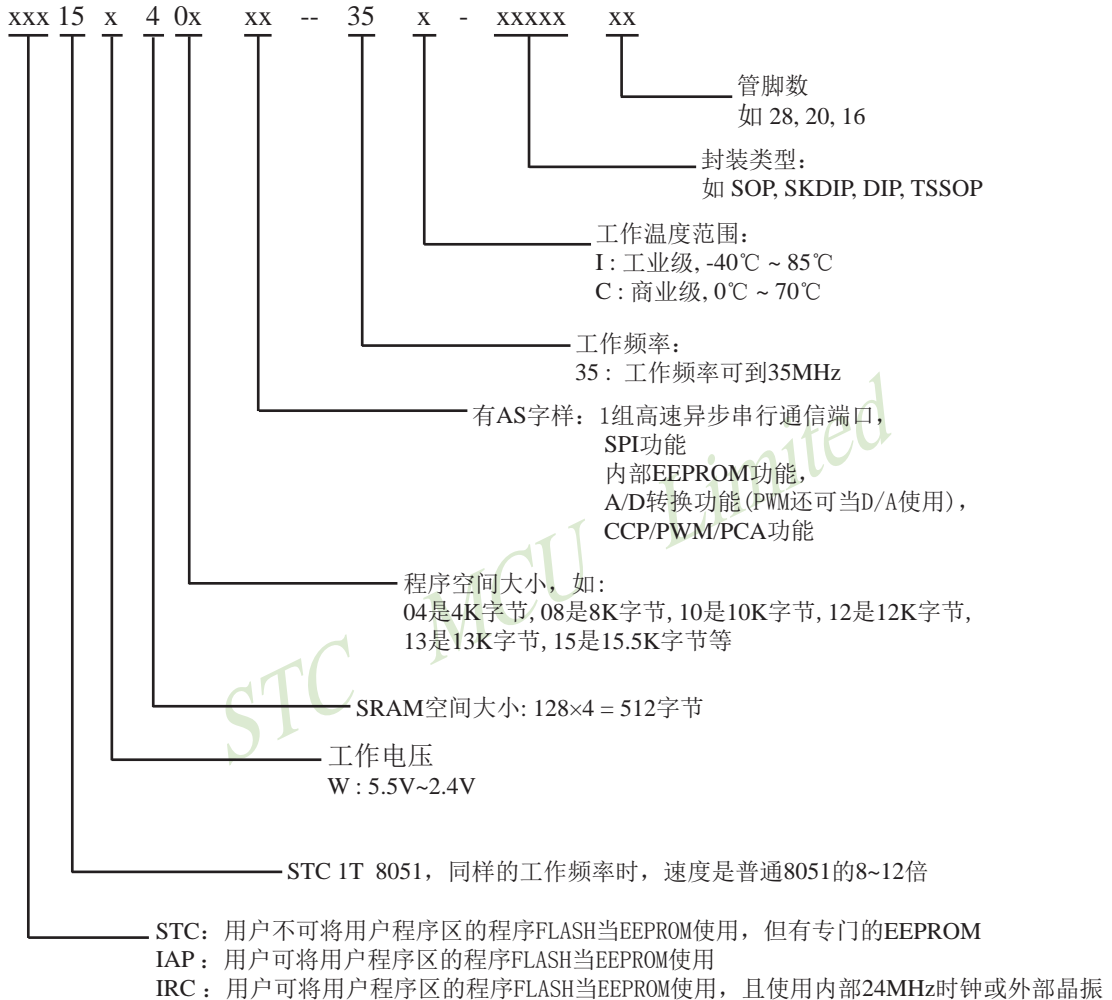 xxx 15 x 4 0x xx -- 35 x - xxxxx xx
管脚数
如 28, 20, 16
封装类型：
如 SOP, SKDIP, DIP, TSSOP
工作温度范围：
I : 工业级, -40℃ ~ 85℃
C : 商业级, 0℃ ~ 70℃
工作频率：
35 : 工作频率可到35MHz
有AS字样：1组高速异步串行通信端口，
SPI功能
内部EEPROM功能，
A/D转换功能(PWM还可当D/A使用)，
CCP/PWM/PCA功能
程序空间大小，如:
04是4K字节, 08是8K字节, 10是10K字节, 12是12K字节,
13是13K字节, 15是15.5K字节等
SRAM空间大小: 128×4 = 512字节
工作电压
W : 5.5V~2.4V
STC 1T 8051，同样的工作频率时，速度是普通8051的8~12倍
STC：用户不可将用户程序区的程序FLASH当EEPROM使用，但有专门的EEPROM
IAP：用户可将用户程序区的程序FLASH当EEPROM使用
IRC：用户可将用户程序区的程序FLASH当EEPROM使用，且使用内部24MHz时钟或外部晶振
STC MCU Limited